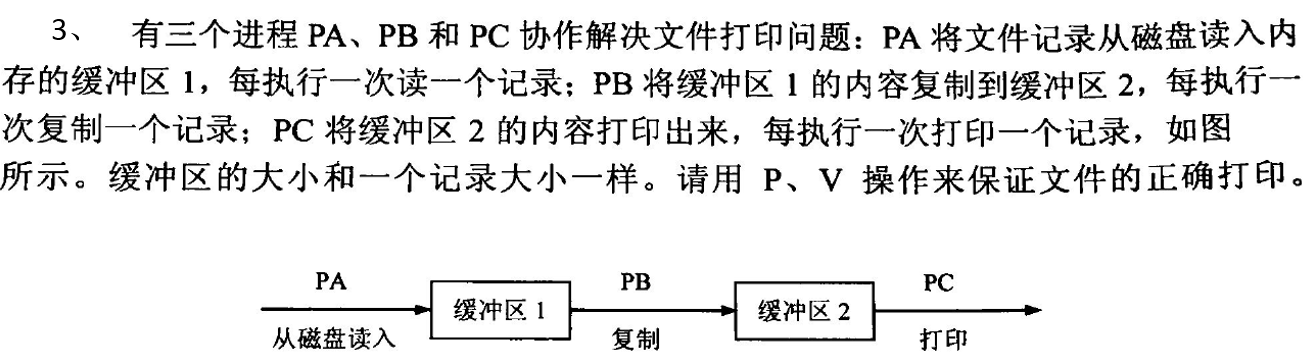 3、 有三个进程 PA、PB 和 PC 协作解决文件打印问题：PA 将文件记录从磁盘读入内
存的缓冲区 1，每执行一次读一个记录；PB 将缓冲区 1 的内容复制到缓冲区 2，每执行一
次复制一个记录；PC 将缓冲区 2 的内容打印出来，每执行一次打印一个记录，如图
所示。缓冲区的大小和一个记录大小一样。请用 P、V 操作来保证文件的正确打印。
PA PB PC
缓冲区 1 缓冲区 2
从磁盘读入 复制 打印